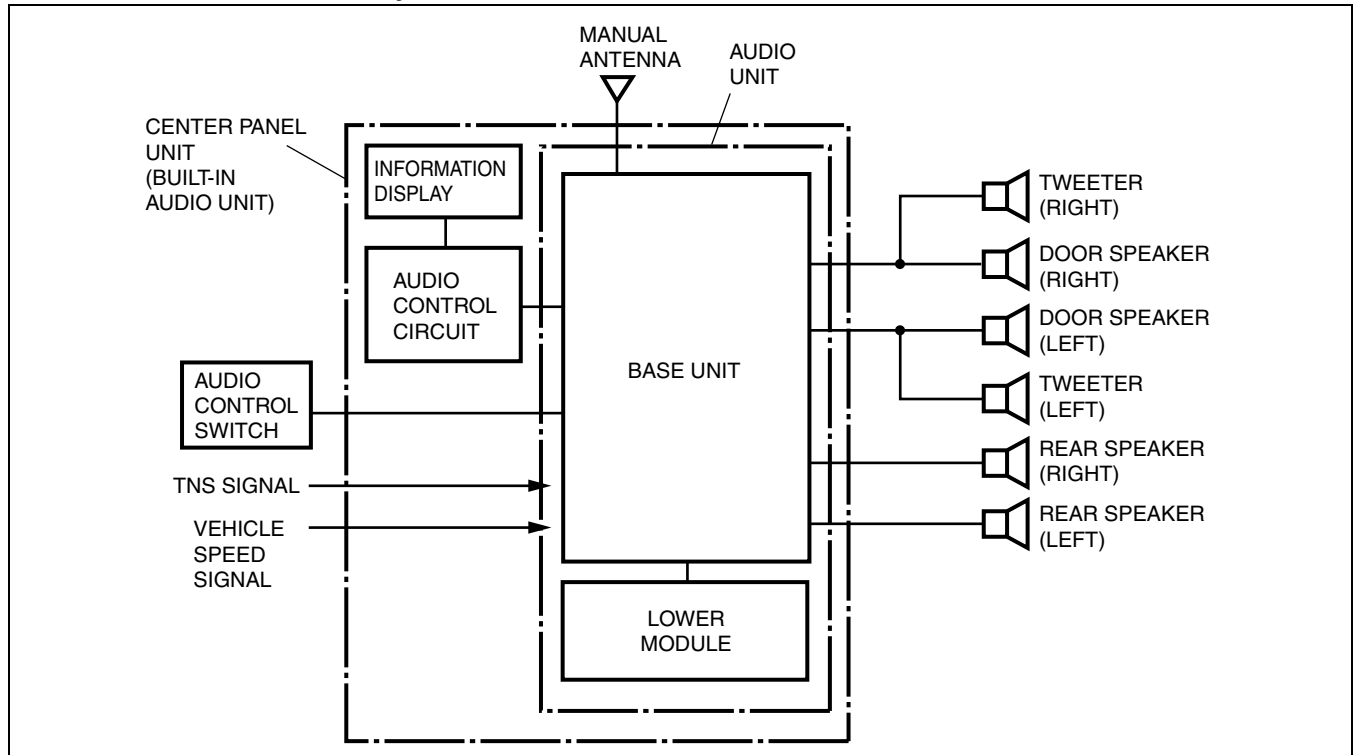 MANUAL
ANTENNA
AUDIO
UNIT
CENTER PANEL
UNIT
(BUILT-IN
AUDIO UNIT)
INFORMATION
DISPLAY
AUDIO
CONTROL
CIRCUIT
BASE UNIT
AUDIO
CONTROL
SWITCH
TNS SIGNAL
VEHICLE
SPEED
SIGNAL
LOWER
MODULE
TWEETER
(RIGHT)
DOOR SPEAKER
(RIGHT)
DOOR SPEAKER
(LEFT)
TWEETER
(LEFT)
REAR SPEAKER
(RIGHT)
REAR SPEAKER
(LEFT)